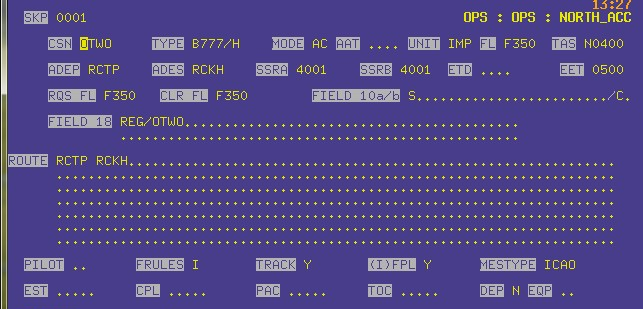 13:27
SKP 0001 OPS : OPS : NORTH_ACC
CSN OTWO TYPE B777/H MODE AC AAT .... UNIT IMP FL F350 TAS N0400
ADEP RCTP ADES RCKH SSRA 4001 SSRB 4001 ETD .... EET 0500
RQS FL F350 CLR FL F350 FIELD 10a/b S......................../C.
FIELD 18 REG/OTWO..........................................
..................................................
ROUTE RCTP RCKH.............................................................
......................................................................
......................................................................
......................................................................
......................................................................
......................................................................
......................................................................
PILOT .. FRULES I TRACK Y (I)FPL Y MESTYPE ICAO
EST ..... CPL ..... PAC ..... TOC ..... DEP N EQP ..